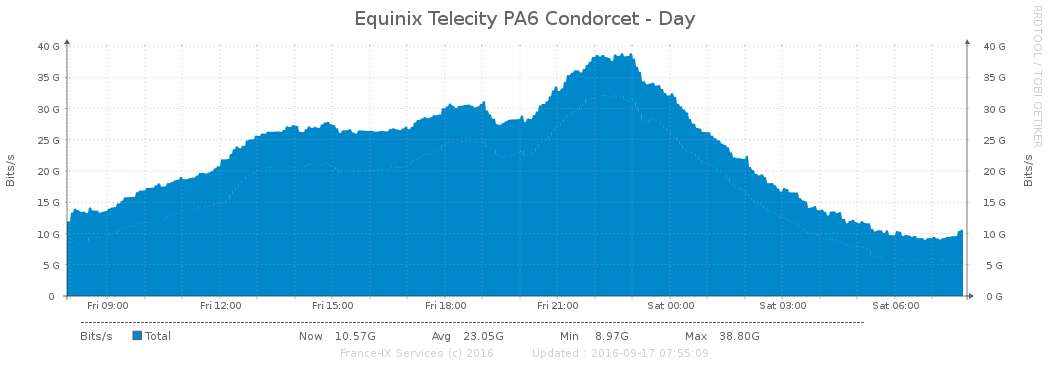 Equinix Telecity PA6 Condorcet - Day
RRDTOOL / TOBI OETIKER
40 G 40 G
35 G 35 G
30 G 30 G
25 G 25 G
20 G 20 G
15 G 15 G
10 G 10 G
5 G 5 G
0 0 G
Bits/s
Bits/s
Fri 09:00 Fri 12:00 Fri 15:00 Fri 18:00 Fri 21:00 Sat 00:00 Sat 03:00 Sat 06:00
Bits/s Total Now 10.57G Avg 23.05G Min 8.97G Max 38.80G
France-IX Services (c) 2016 Updated : 2016-09-17 07:55:09